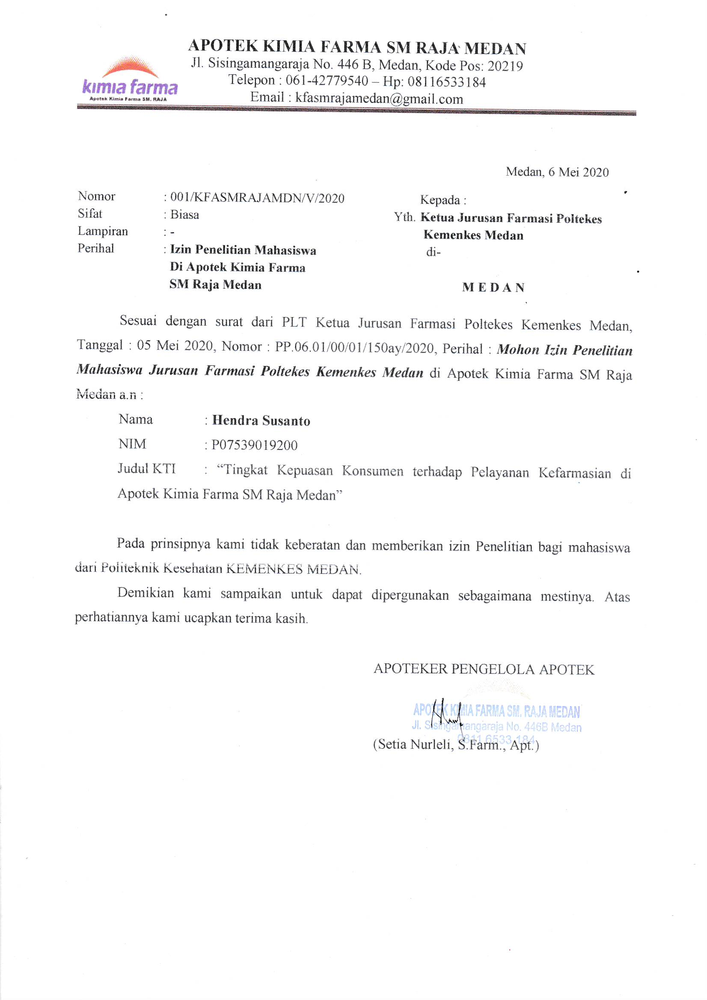 APOTEK KIMIA FARMA SM RAJA MEDAN
Jl. Sisingamangaraja No. 446 B, Medan, Kode Pos: 20219
Telepon : 061-42779540 – Hp: 08116533184
Email : kfasmrajamedan@gmail.com
kimia farma
Apotek Kimia Farma SM. RAJA
Medan, 6 Mei 2020
Nomor : 001/KFASMRAJAMDN/V/2020
Sifat : Biasa
Lampiran : -
Perihal : Izin Penelitian Mahasiswa
Di Apotek Kimia Farma
SM Raja Medan
Kepada :
Yth. Ketua Jurusan Farmasi Poltekes
Kemenkes Medan
di-
M E D A N
Sesuai dengan surat dari PLT Ketua Jurusan Farmasi Poltekes Kemenkes Medan,
Tanggal : 05 Mei 2020, Nomor : PP.06.01/00/01/150ay/2020, Perihal : Mohon Izin Penelitian
Mahasiswa Jurusan Farmasi Poltekes Kemenkes Medan di Apotek Kimia Farma SM Raja
Medan a.n :
Nama : Hendra Susanto
NIM : P07539019200
Judul KTI : “Tingkat Kepuasan Konsumen terhadap Pelayanan Kefarmasian di
Apotek Kimia Farma SM Raja Medan”
Pada prinsipnya kami tidak keberatan dan memberikan izin Penelitian bagi mahasiswa
dari Politeknik Kesehatan KEMENKES MEDAN.
Demikian kami sampaikan untuk dapat dipergunakan sebagaimana mestinya. Atas
perhatiannya kami ucapkan terima kasih.
APOTEKER PENGELOLA APOTEK
APOTEK KIMIA FARMA SM. RAJA MEDAN
Jl. Sisingamangaraja No. 446B Medan
0811 6533 184
(Setia Nurleli, S.Farm., Apt.)